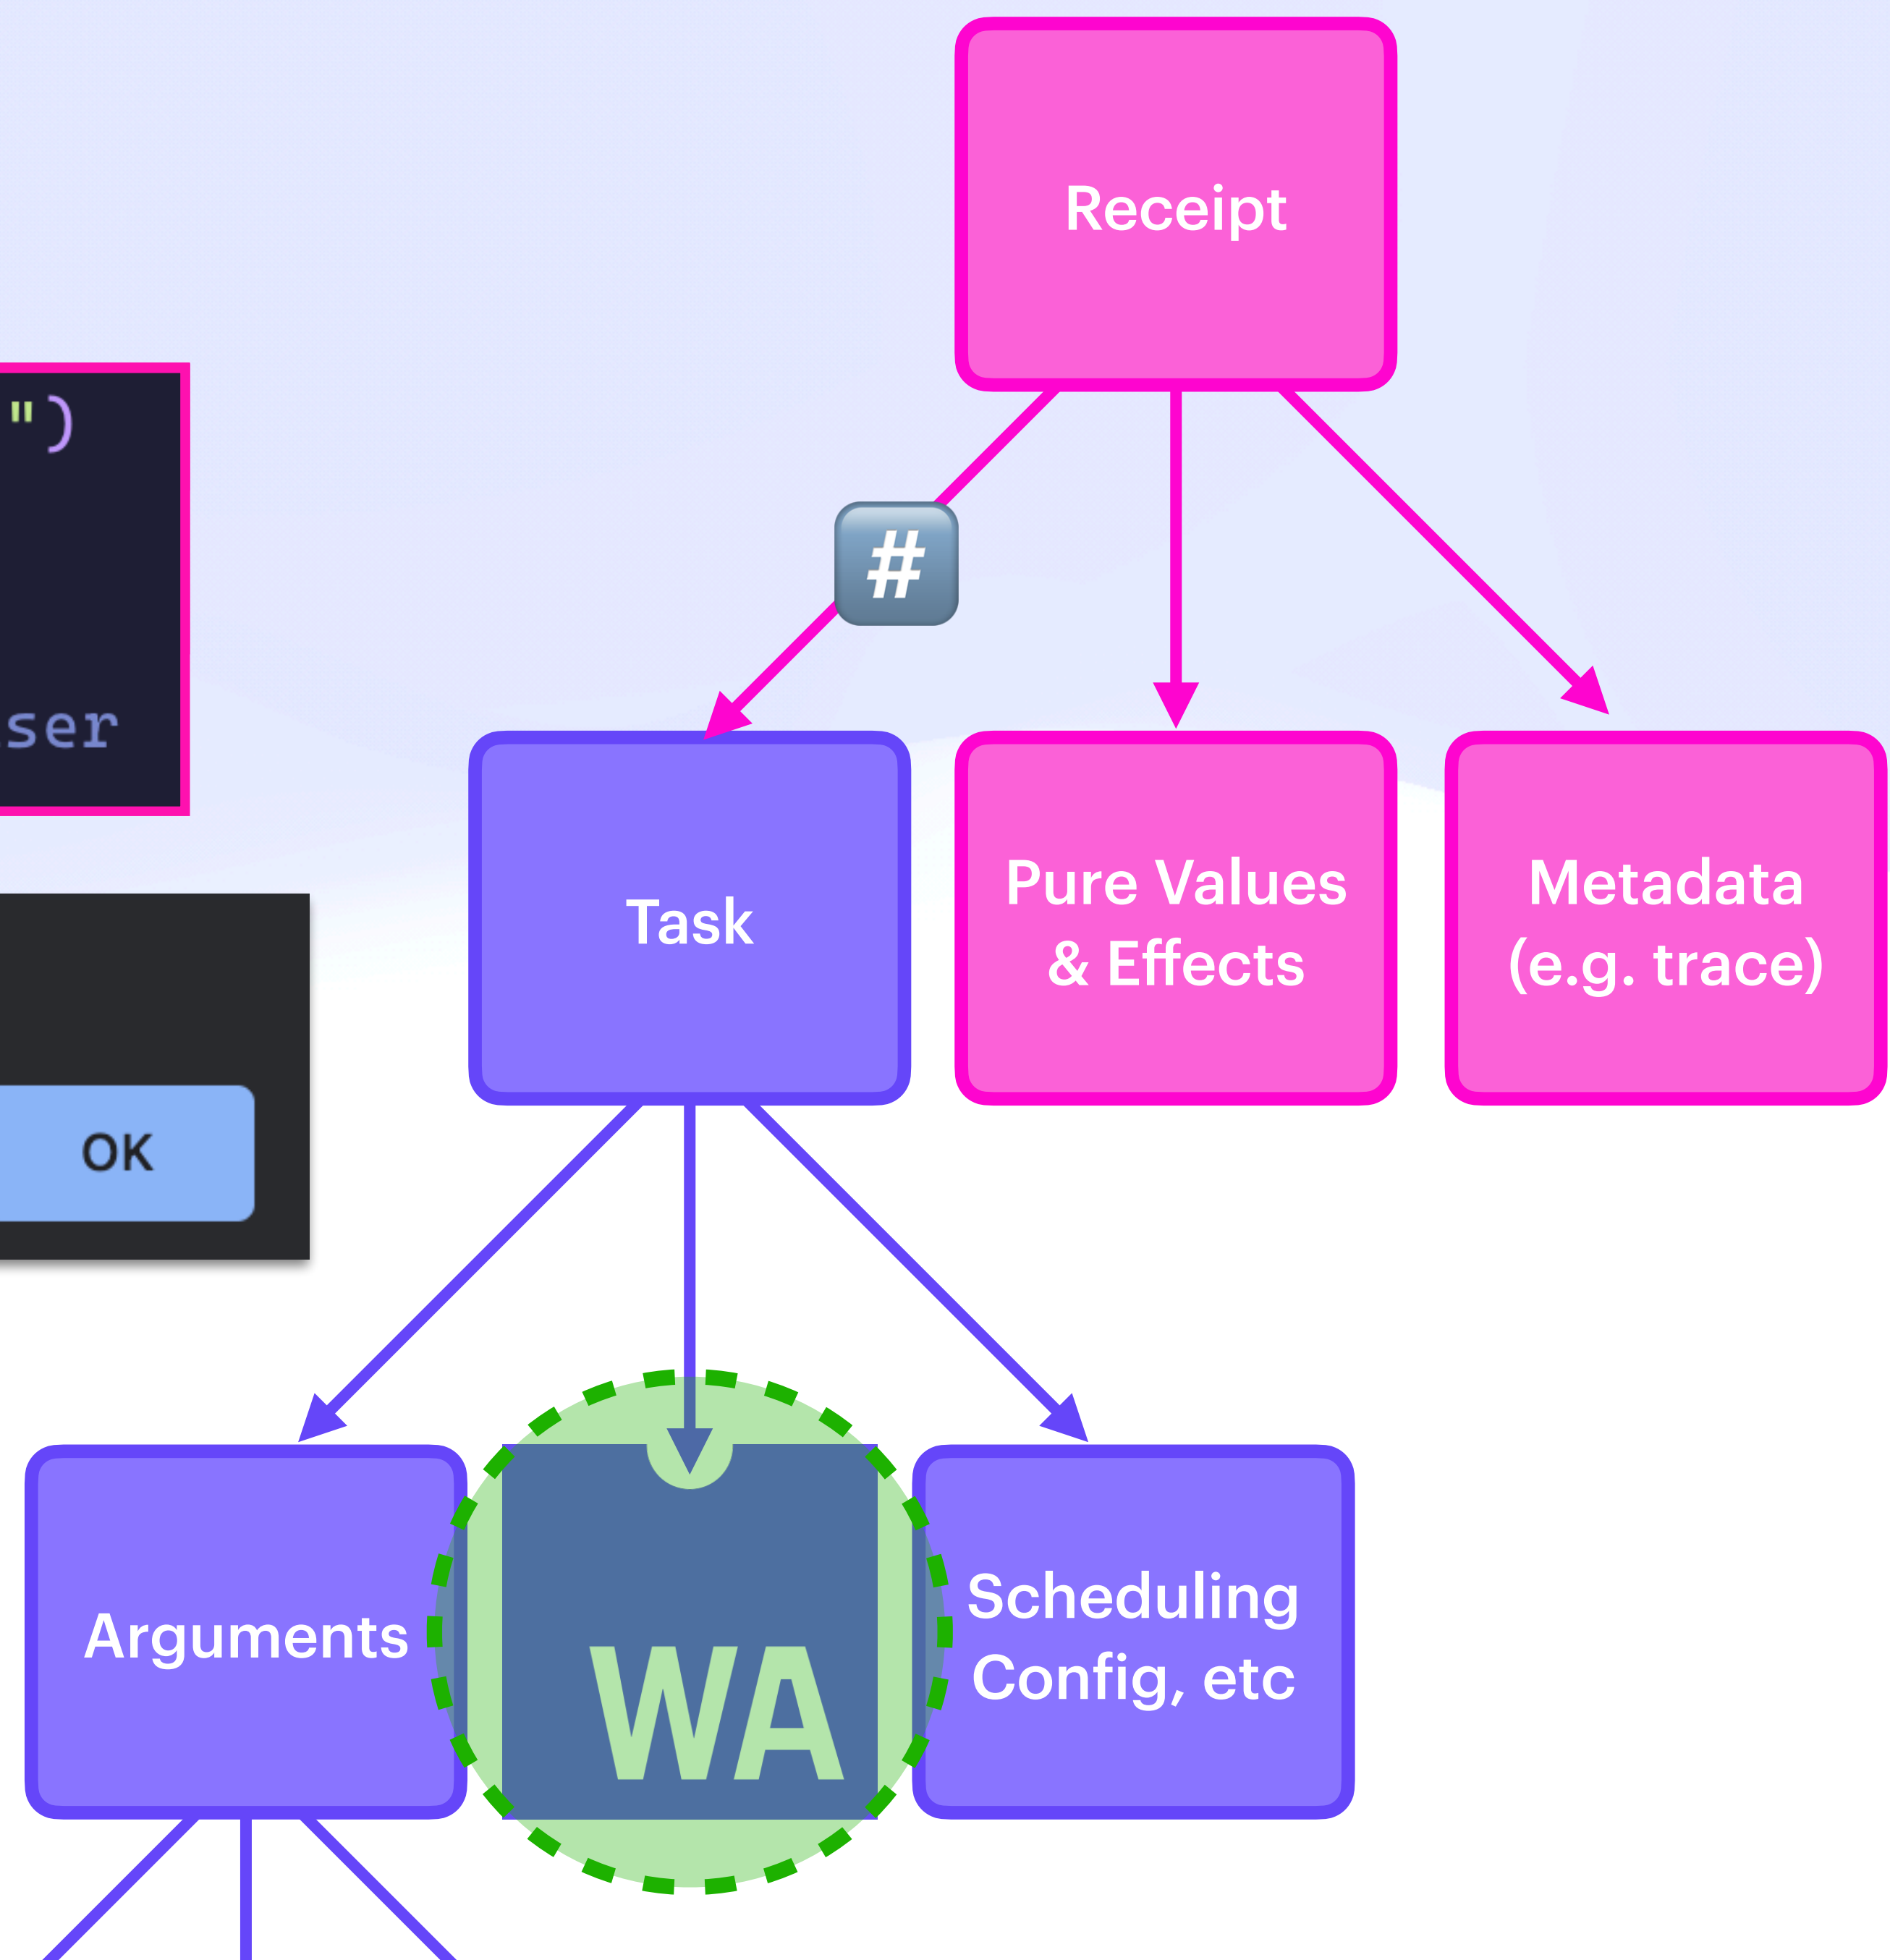 Receipt
")
#
ser
Task
Pure Values
& Effects
Metadata
(e.g. trace)
OK
Arguments
WA
Scheduling
Config, etc